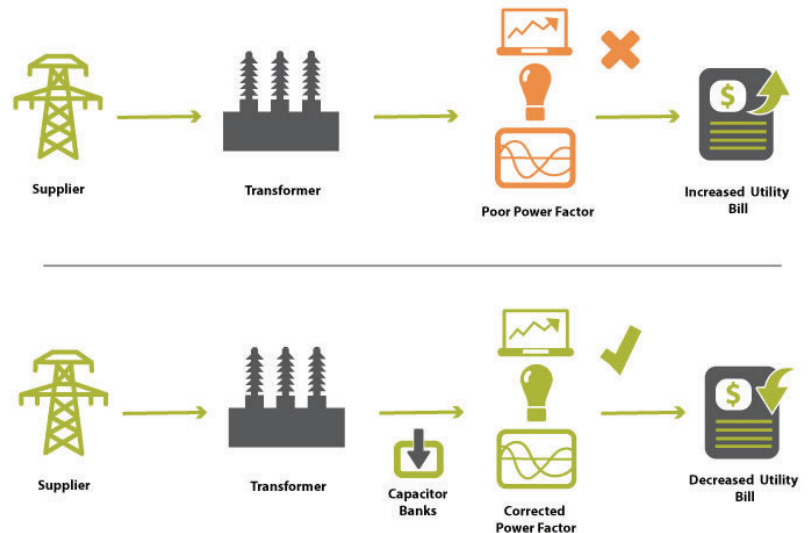 $
Supplier
Transformer
Poor Power Factor
Increased Utility
Bill
$
Supplier
Transformer
Capacitor
Banks
Corrected
Power Factor
Decreased Utility
Bill